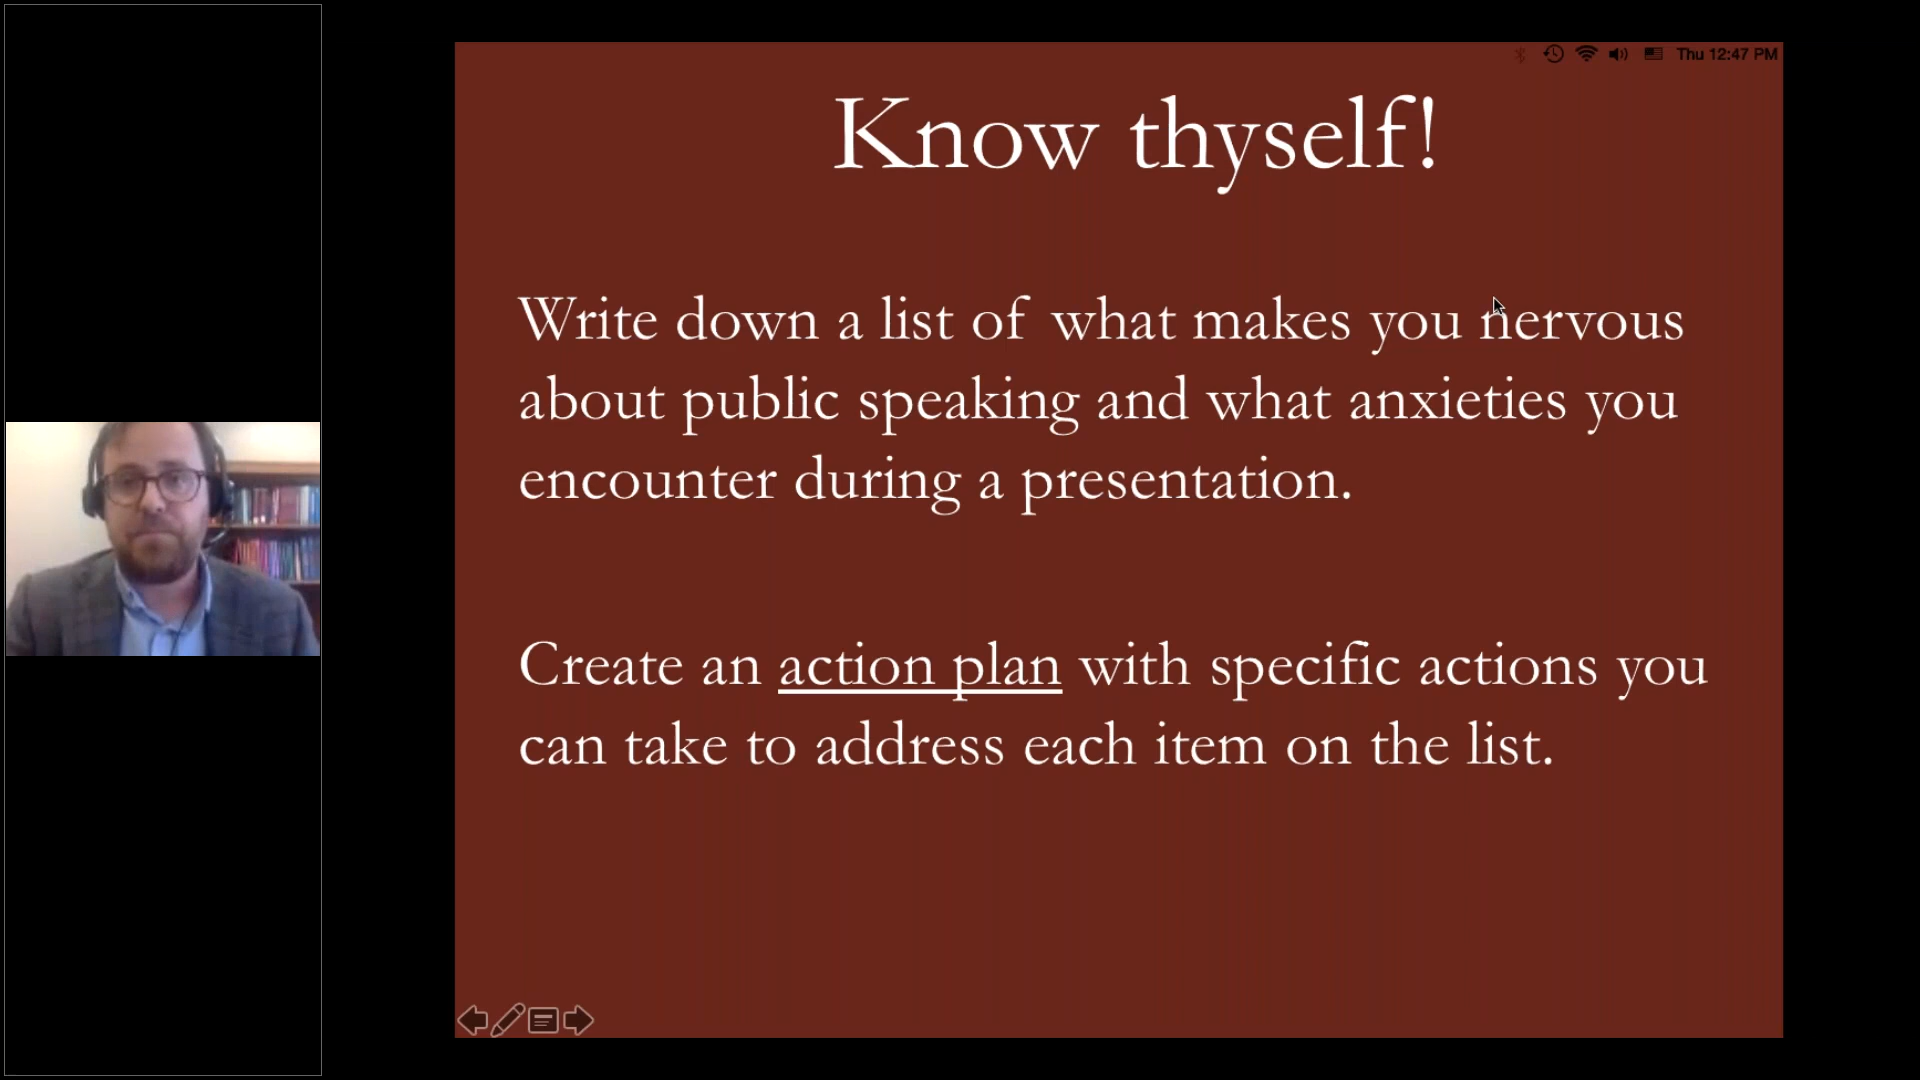 Thu 12:47 PM
Know thyself!
Write down a list of what makes you nervous
about public speaking and what anxieties you
encounter during a presentation.
Create an action plan with specific actions you
can take to address each item on the list.